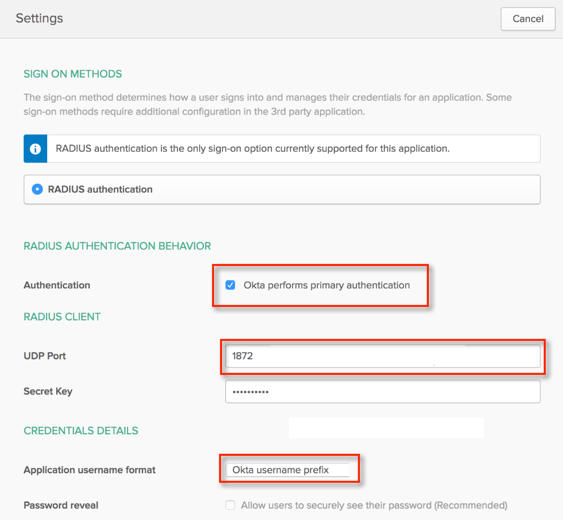 Settings
Cancel
SIGN ON METHODS
The sign-on method determines how a user signs into and manages their credentials for an application. Some
sign-on methods require additional configuration in the 3rd party application.
RADIUS authentication is the only sign-on option currently supported for this application.
RADIUS authentication
RADIUS AUTHENTICATION BEHAVIOR
Authentication
Okta performs primary authentication
RADIUS CLIENT
UDP Port
1872
Secret Key
••••••••••
CREDENTIALS DETAILS
Application username format
Okta username prefix
Password reveal
Allow users to securely see their password (Recommended)